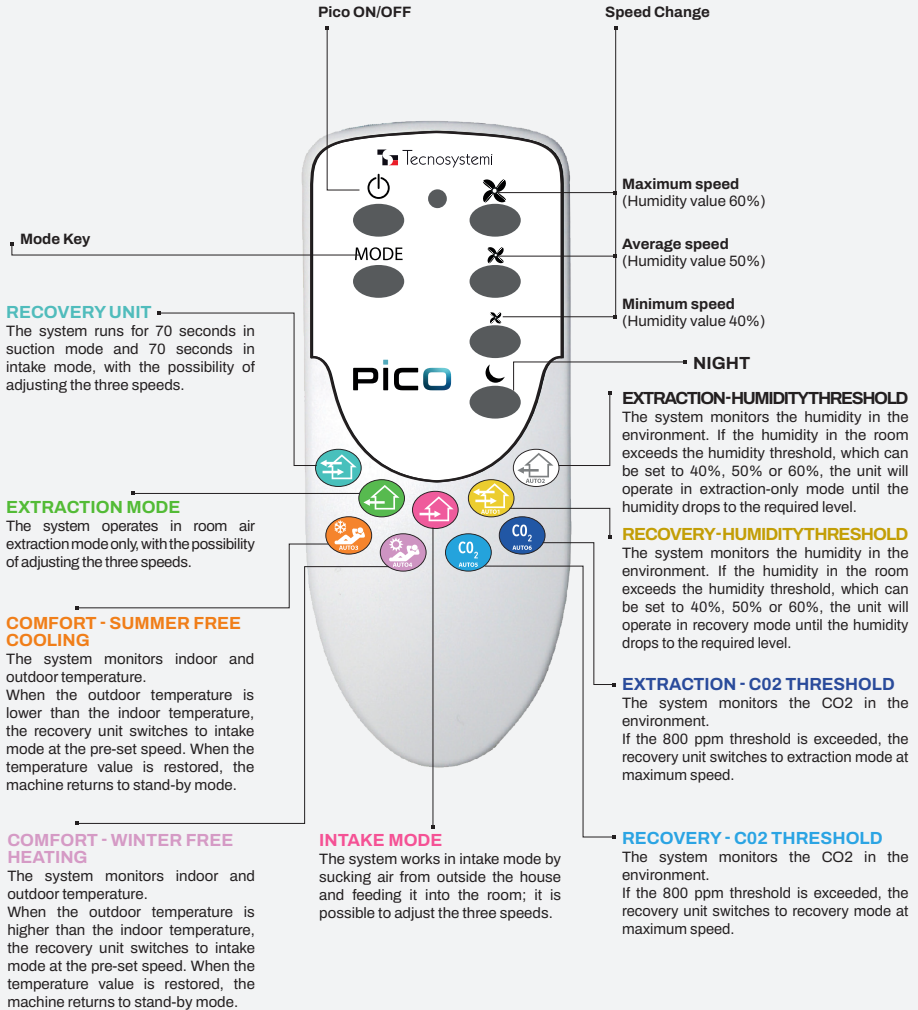 Pico ON/OFF
Speed Change
Tecnosystemi
Maximum speed
(Humidity value 60%)
Mode Key
MODE
Average speed
(Humidity value 50%)
Minimum speed
(Humidity value 40%)
RECOVERY UNIT
The system runs for 70 seconds in
suction mode and 70 seconds in
intake mode, with the possibility of
adjusting the three speeds.
PICO
NIGHT
EXTRACTION-HUMIDITYTHRESHOLD
The system monitors the humidity in the
environment. If the humidity in the room
exceeds the humidity threshold, which can
be set to 40%, 50% or 60%, the unit will
operate in extraction-only mode until the
humidity drops to the required level.
AUTO2
AUTO1
EXTRACTION MODE
The system operates in room air
extraction mode only, with the possibility
of adjusting the three speeds.
AUTO3
AUTO4
CO2
AUTO5
CO2
AUTO6
RECOVERY-HUMIDITYTHRESHOLD
The system monitors the humidity in the
environment. If the humidity in the room
exceeds the humidity threshold, which can
be set to 40%, 50% or 60%, the unit will
operate in recovery mode until the humidity
drops to the required level.
COMFORT - SUMMER FREE
COOLING
The system monitors indoor and
outdoor temperature.
When the outdoor temperature is
lower than the indoor temperature,
the recovery unit switches to intake
mode at the pre-set speed. When the
temperature value is restored, the
machine returns to stand-by mode.
EXTRACTION - C02 THRESHOLD
The system monitors the CO2 in the
environment.
If the 800 ppm threshold is exceeded, the
recovery unit switches to extraction mode at
maximum speed.
COMFORT - WINTER FREE
HEATING
The system monitors indoor and
outdoor temperature.
When the outdoor temperature is
higher than the indoor temperature,
the recovery unit switches to intake
mode at the pre-set speed. When the
temperature value is restored, the
machine returns to stand-by mode.
INTAKE MODE
The system works in intake mode by
sucking air from outside the house
and feeding it into the room; it is
possible to adjust the three speeds.
RECOVERY - C02 THRESHOLD
The system monitors the CO2 in the
environment.
If the 800 ppm threshold is exceeded, the
recovery unit switches to recovery mode at
maximum speed.